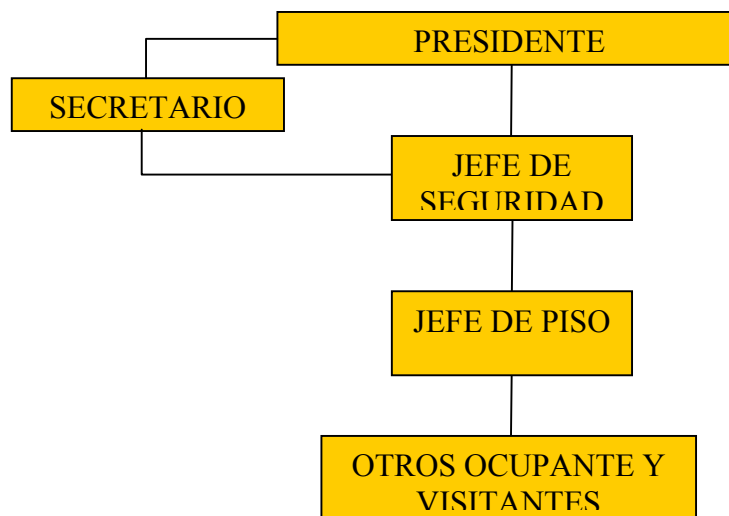 PRESIDENTE
SECRETARIO
JEFE DE
SEGURIDAD
JEFE DE PISO
OTROS OCUPANTE Y
VISITANTES